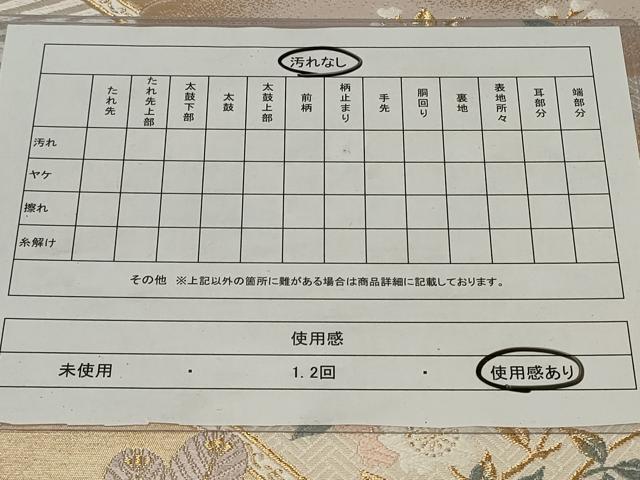 汚れなし
たれ先 たれ先上部 太鼓下部 太鼓 太鼓上部 前柄 柄止まり 手先 胴回り 裏地 表地所々 耳部分 端部分
汚れ
ヤケ
擦れ
糸解け
その他 ※上記以外の箇所に難がある場合は商品詳細に記載しております。
使用感
未使用 ・ 1.2回 ・ 使用感あり